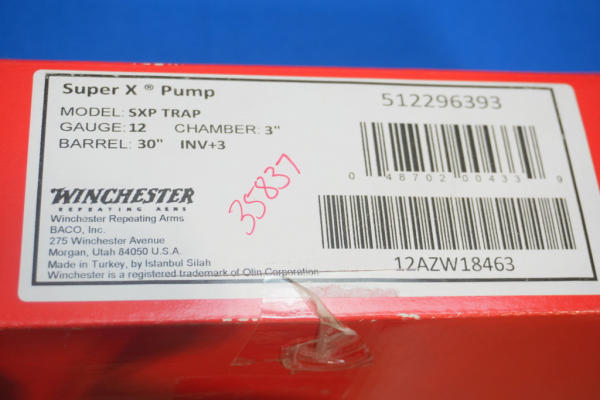 Super X ® Pump
MODEL: SXP TRAP
GAUGE: 12 CHAMBER: 3"
BARREL: 30" INV+3
WINCHESTER
REPEATING ARMS
Winchester Repeating Arms
BACO, Inc.
275 Winchester Avenue
Morgan, Utah 84050 U.S.A.
Made in Turkey, by Istanbul Silah
Winchester is a registered trademark of Olin Corporation
35837
512296393
0 48702 00433 9
12AZW18463